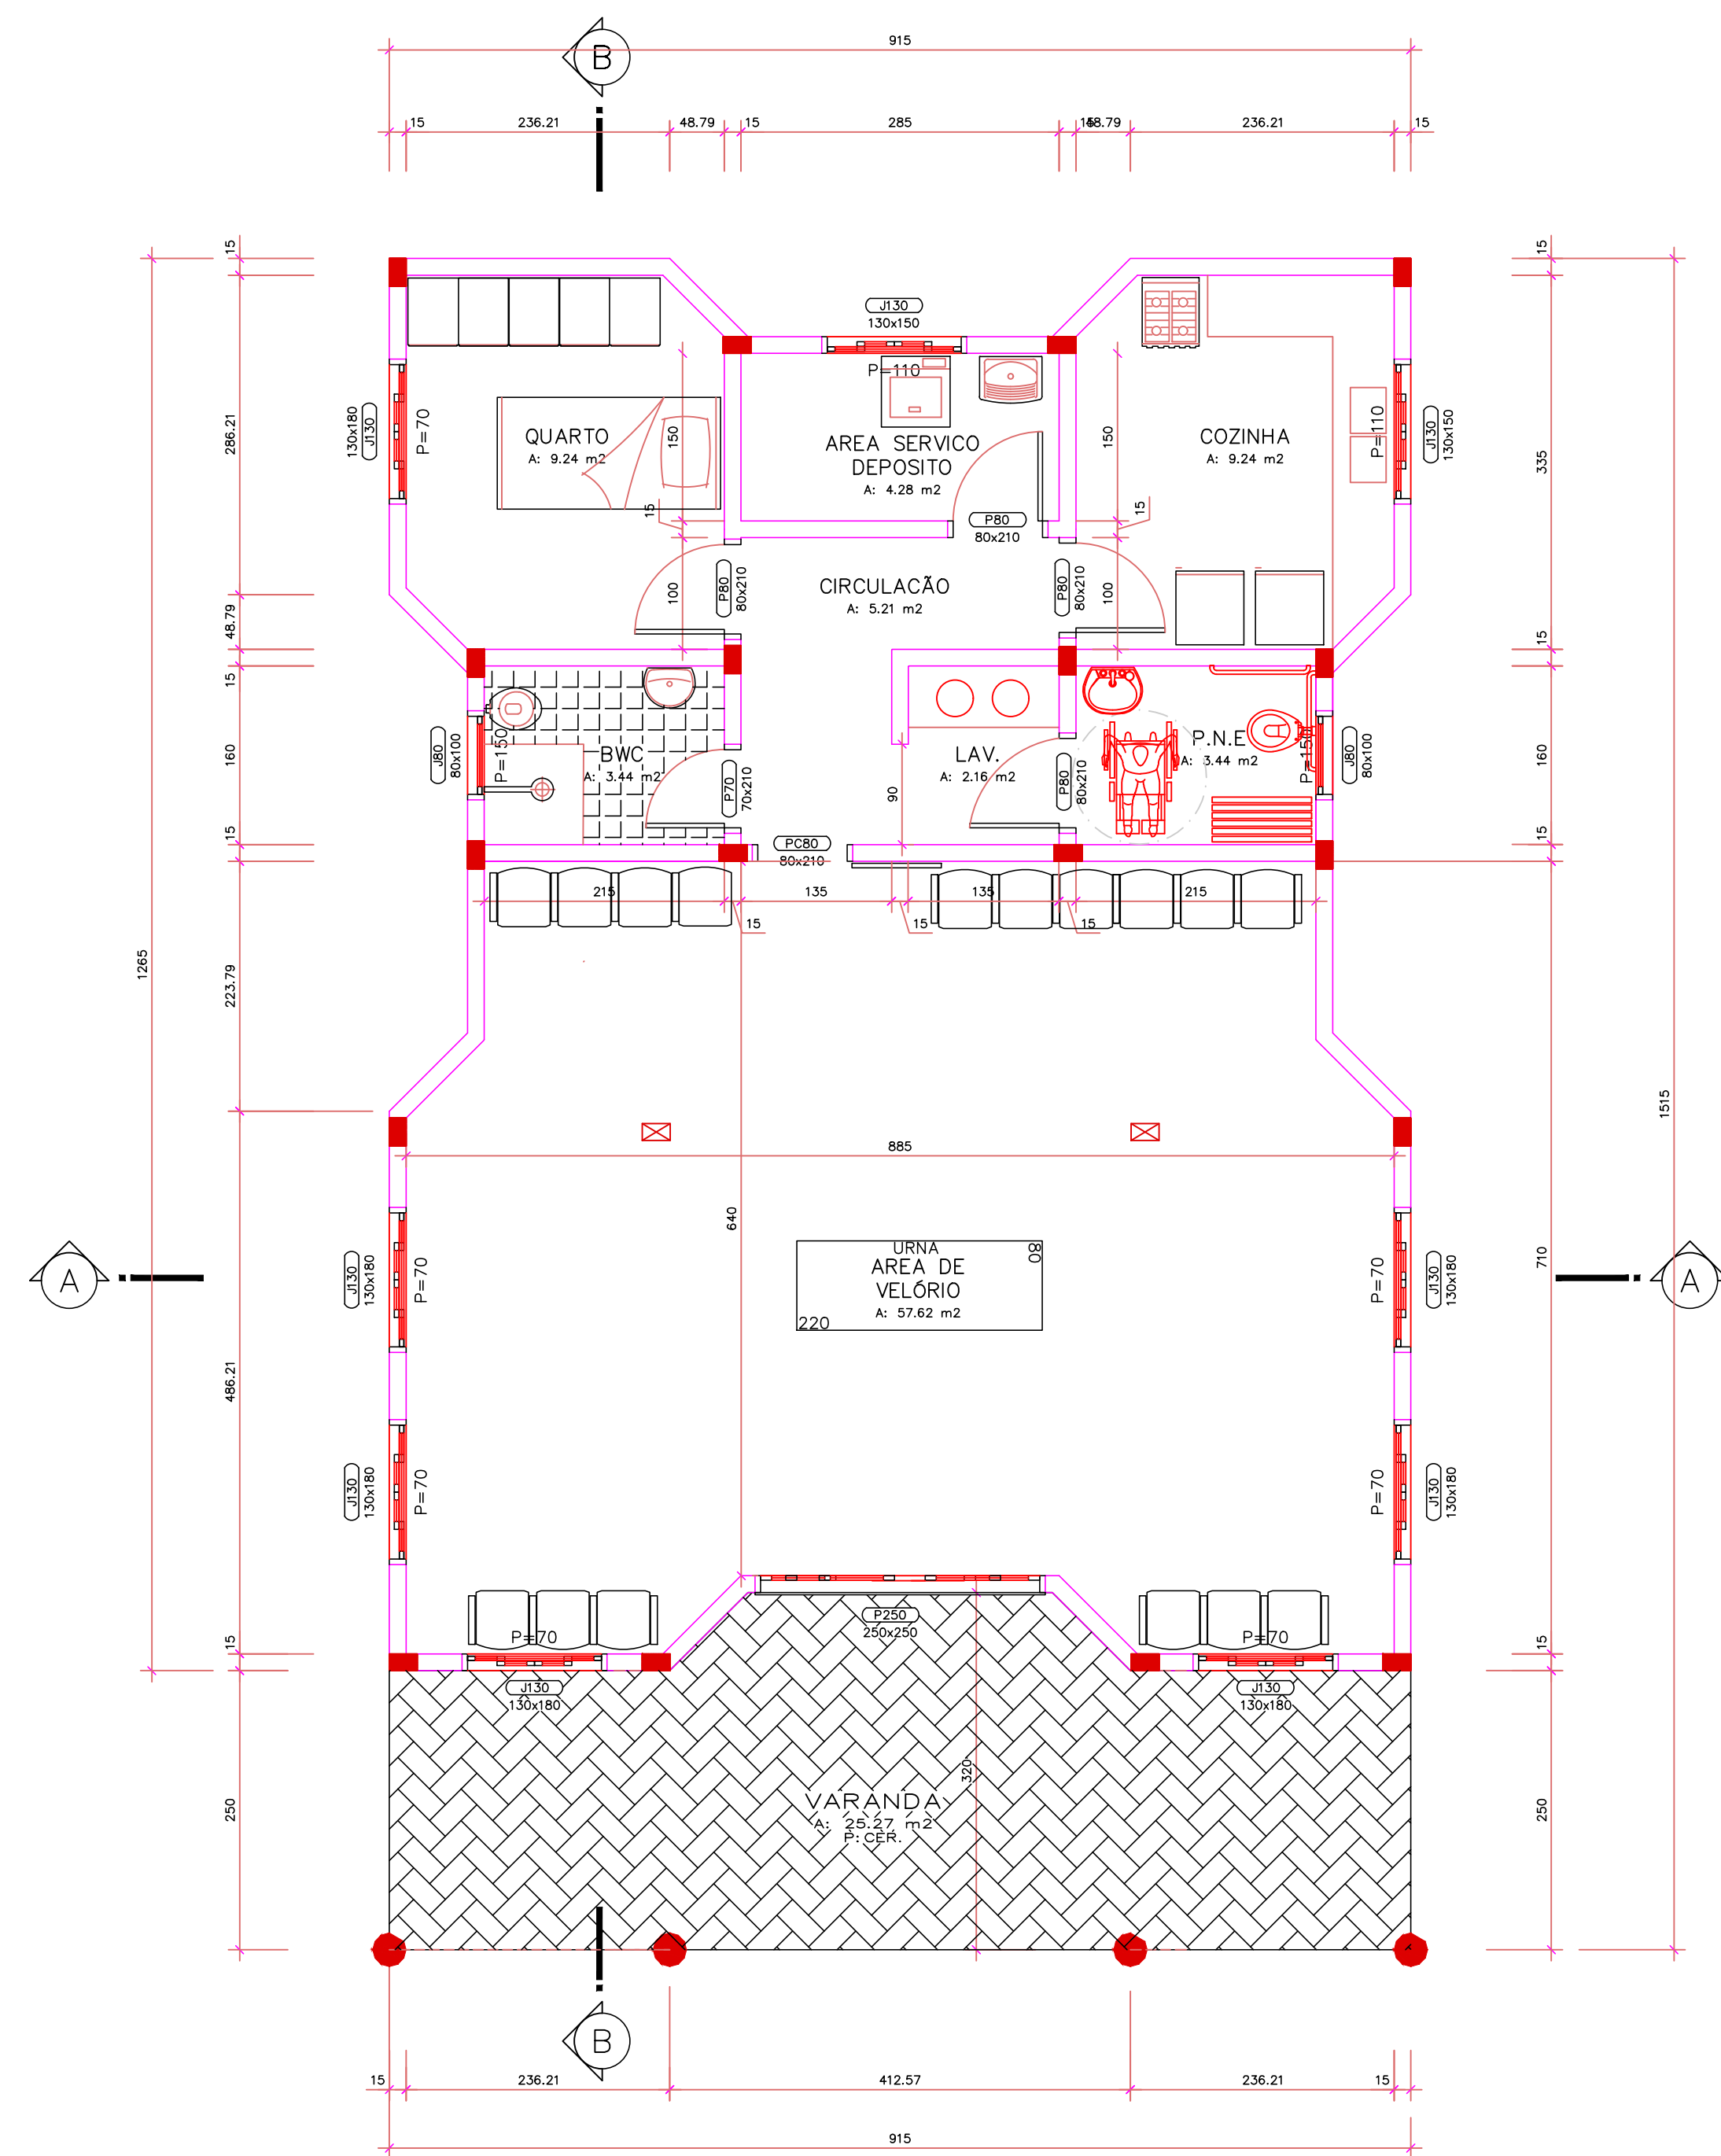 B
915
15
236.21
48.79
15
285
15
48.79
236.21
15
15
286.21
48.79
15
160
15
223.79
486.21
15
250
1265
15
335
15
160
15
710
15
250
1515
J130
130x150
P=110
130x180
J130
P=70
QUARTO
A: 9.24 m2
150
15
100
AREA SERVICO
DEPOSITO
A: 4.28 m2
P80
80x210
COZINHA
A: 9.24 m2
150
15
100
P=110
J130
130x150
CIRCULACÃO
A: 5.21 m2
P80
80x210
P80
80x210
J80
80x100
P=150
BWC
A: 3.44 m2
P70
70x210
LAV.
A: 2.16 m2
90
P80
80x210
P.N.E
A: 3.44 m2
P=150
J80
80x100
PC80
80x210
215
135
135
215
15
15
15
885
640
A
A
J130
130x180
P=70
URNA
80
AREA DE
VELÓRIO
A: 57.62 m2
220
P=70
J130
130x180
J130
130x180
P=70
P=70
J130
130x180
P=70
P250
250x250
P=70
J130
130x180
J130
130x180
320
VARANDA
A: 25.27 m2
P: CER.
B
15
236.21
412.57
236.21
15
915